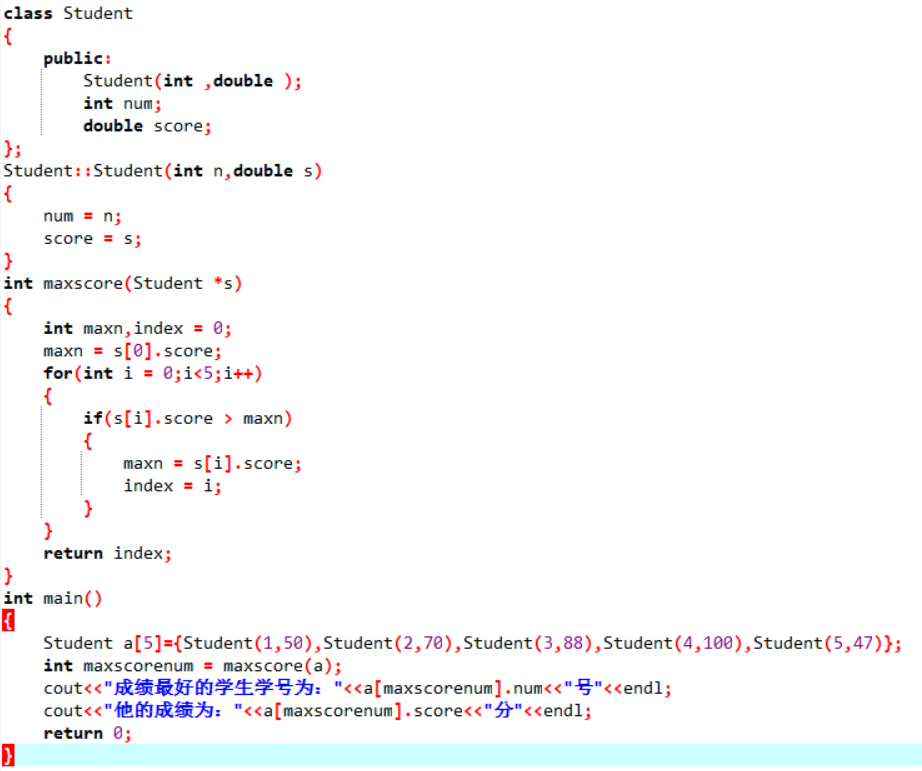 class Student
{
    public:
        Student(int ,double );
        int num;
        double score;
};
Student::Student(int n,double s)
{
    num = n;
    score = s;
}
int maxscore(Student *s)
{
    int maxn,index = 0;
    maxn = s[0].score;
    for(int i = 0;i<5;i++)
    {
        if(s[i].score > maxn)
        {
            maxn = s[i].score;
            index = i;
        }
    }
    return index;
}
int main()
{
    Student a[5]={Student(1,50),Student(2,70),Student(3,88),Student(4,100),Student(5,47)};
    int maxscorenum = maxscore(a);
    cout<<"成绩最好的学生学号为: "<<a[maxscorenum].num<<"号"<<endl;
    cout<<"他的成绩为: "<<a[maxscorenum].score<<"分"<<endl;
    return 0;
}